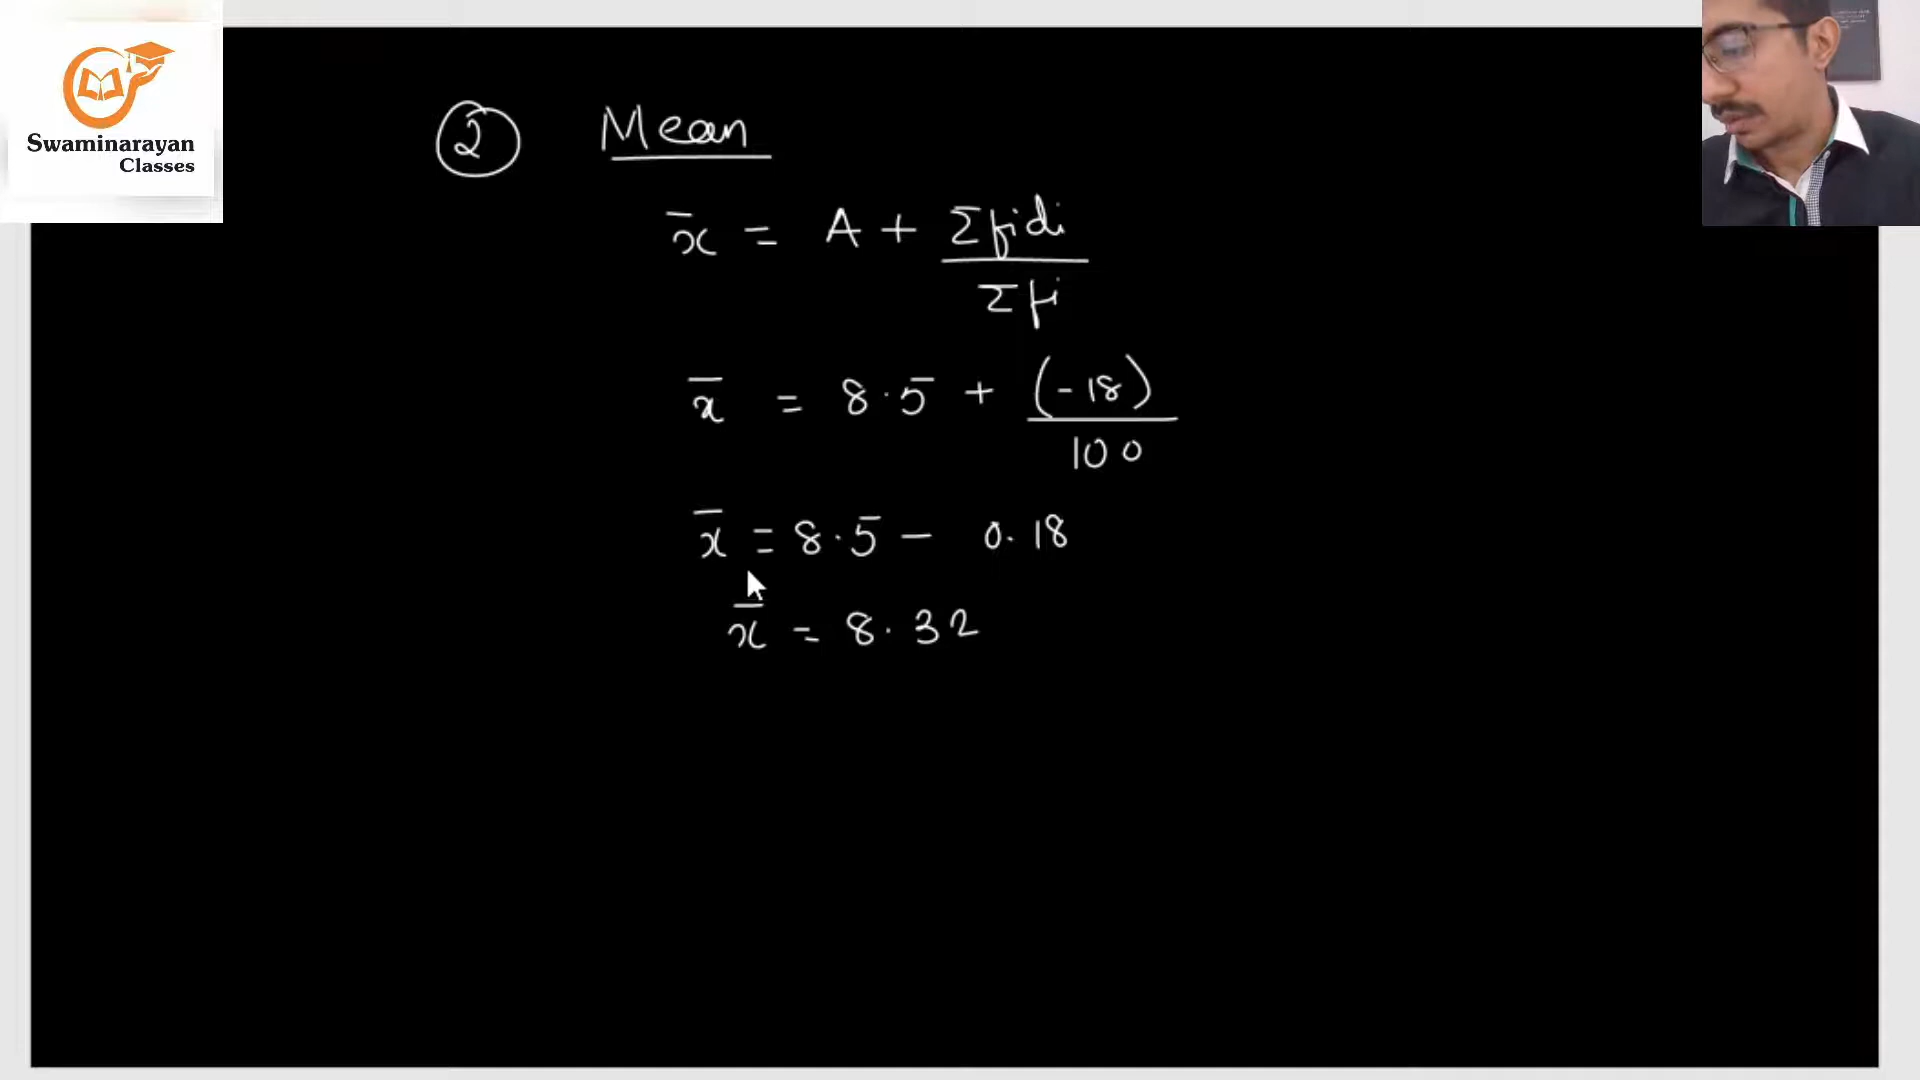 Swaminarayan
Classes
② Mean
x̄ = A + Σfidi / Σfi
x̄ = 8.5 + (-18) / 100
x̄ = 8.5 - 0.18
x̄ = 8.32